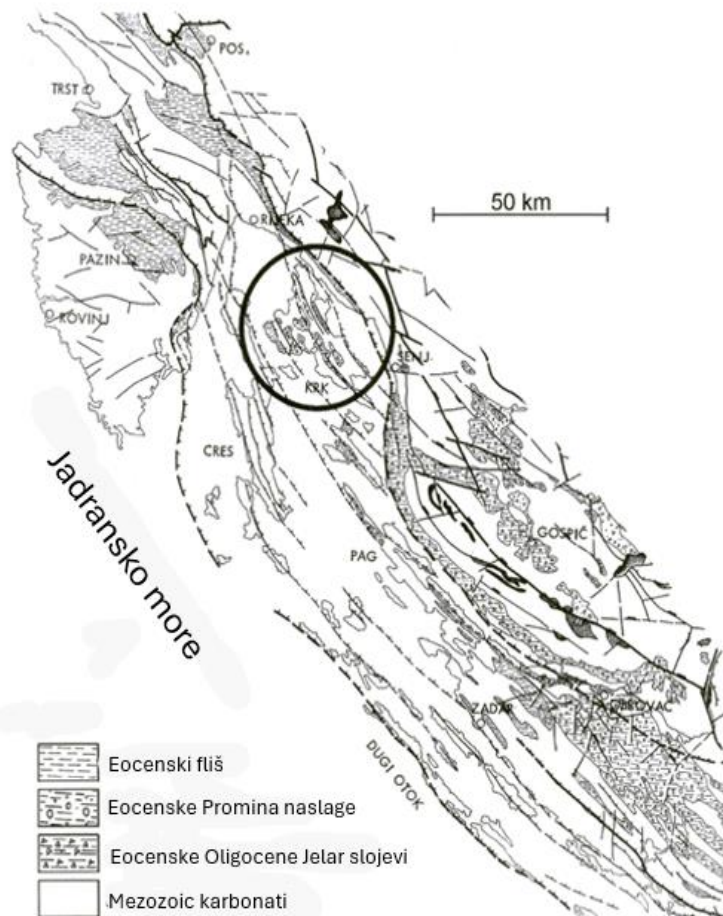 POS.
TRST
RIJEKA
50 km
PAZIN
ROVINJ
SENJ
KRK
CRES
Jadransko more
GOSPIČ
PAG
ZADAR
OBROVAC
DUGI OTOK
Eocenski fliš
Eocenske Promina naslage
Eocenske Oligocene Jelar slojevi
Mezozoic karbonati